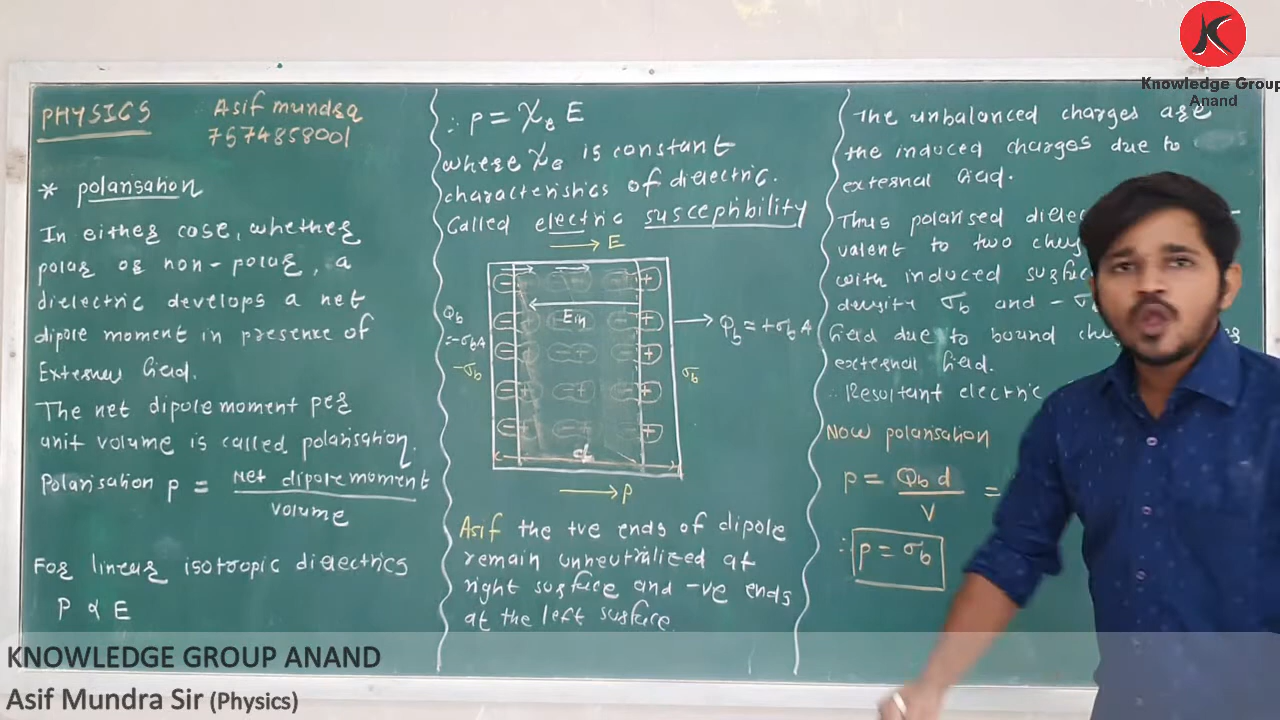 PHYSICS
Asif mundra
7574858001
* polarisation
In either case, whether
polar or non-polar, a
dielectric develops a net
dipole moment in presence of
External field.
The net dipole moment per
unit volume is called polarisation.
Polarisation p = Net dipole moment
volume
For linear isotropic dielectrics
P ∝ E
∴ p = χe E
where χe is constant
characteristics of dielectric.
Called electric susceptibility
→ E
Ein
Qb
=-σbA
-σb
→ Qb = +σbA
σb
d
→ P
Asif the +ve ends of dipole
remain unneutralized at
right surface and -ve ends
at the left surface.
The unbalanced charges are
the induced charges due to
external field.
Thus polarised
valent to two
with induced
density σb and
field due to bound
external field.
∴ Resultant electric
Now polarisation
p = Qb d =
V
∴ p = σb
Knowledge Group
Anand
KNOWLEDGE GROUP ANAND
Asif Mundra Sir (Physics)